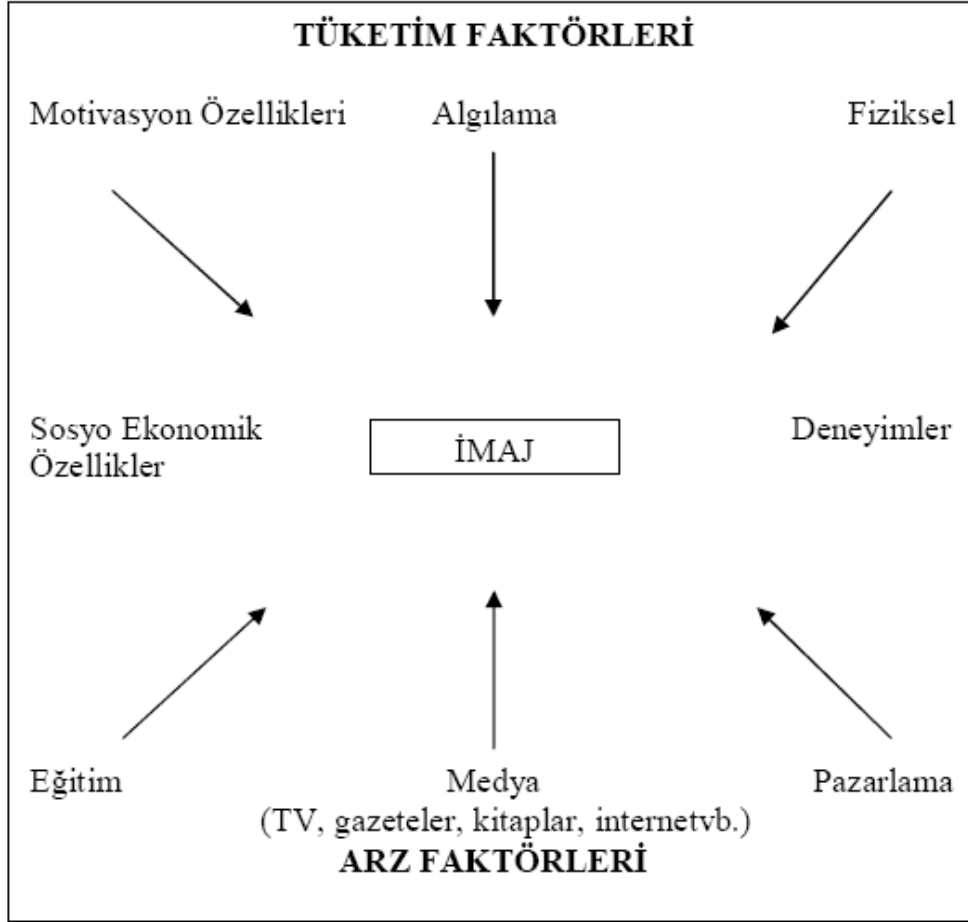 TÜKETİM FAKTÖRLERİ
Motivasyon Özellikleri
Algılama
Fiziksel
Sosyo Ekonomik
Özellikler
İMAJ
Deneyimler
Eğitim
Medya
Pazarlama
(TV, gazeteler, kitaplar, internetvb.)
ARZ FAKTÖRLERİ